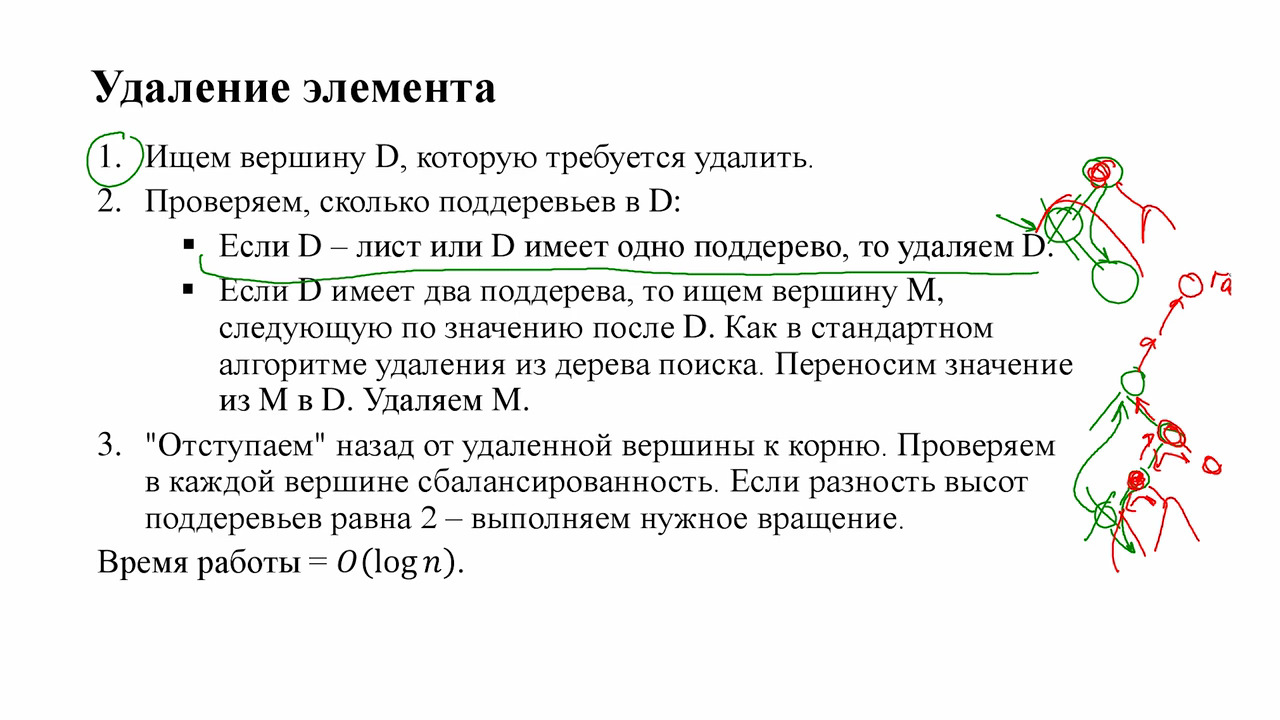 Удаление элемента
1. Ищем вершину D, которую требуется удалить.
2. Проверяем, сколько поддеревьев в D:
▪ Если D – лист или D имеет одно поддерево, то удаляем D.
▪ Если D имеет два поддерева, то ищем вершину M,
следующую по значению после D. Как в стандартном
алгоритме удаления из дерева поиска. Переносим значение
из M в D. Удаляем M.
3. "Отступаем" назад от удаленной вершины к корню. Проверяем
в каждой вершине сбалансированность. Если разность высот
поддеревьев равна 2 – выполняем нужное вращение.
Время работы = O(log n).